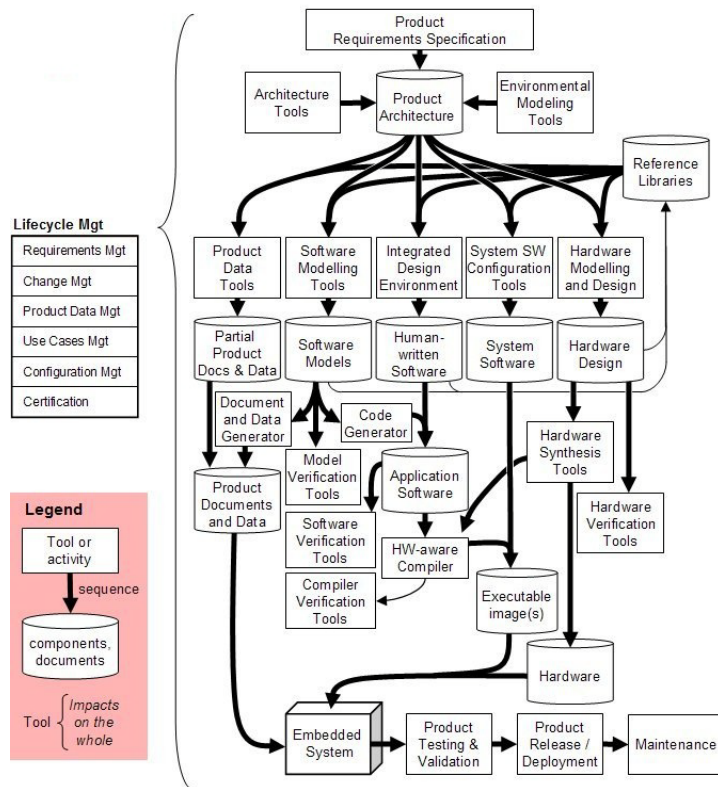 Product
Requirements Specification
Architecture
Tools
Product
Architecture
Environmental
Modeling
Tools
Reference
Libraries
Lifecycle Mgt
Requirements Mgt
Change Mgt
Product Data Mgt
Use Cases Mgt
Configuration Mgt
Certification
Product
Data
Tools
Software
Modelling
Tools
Integrated
Design
Environment
System SW
Configuration
Tools
Hardware
Modelling
and Design
Partial
Product
Docs & Data
Software
Models
Human-
written
Software
System
Software
Hardware
Design
Document
and Data
Generator
Code
Generator
Model
Verification
Tools
Application
Software
Hardware
Synthesis
Tools
Product
Documents
and Data
Software
Verification
Tools
HW-aware
Compiler
Hardware
Verification
Tools
Compiler
Verification
Tools
Executable
image(s)
Hardware
Embedded
System
Product
Testing &
Validation
Product
Release /
Deployment
Maintenance
Legend
Tool or
activity
sequence
components,
documents
Tool
Impacts
on the
whole